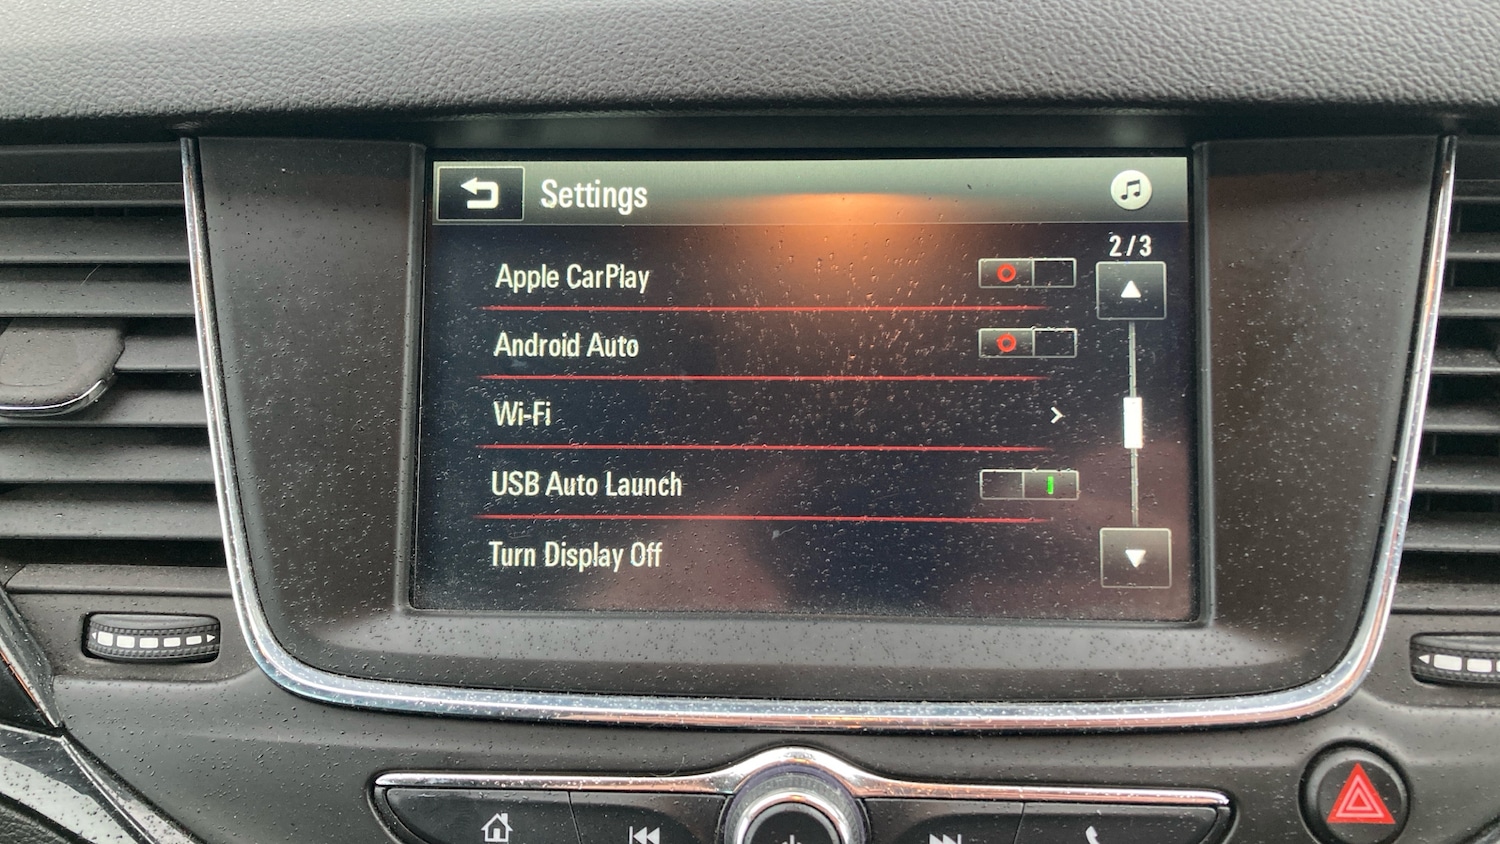 Settings
2/3
Apple CarPlay
Android Auto
Wi-Fi
USB Auto Launch
Turn Display Off